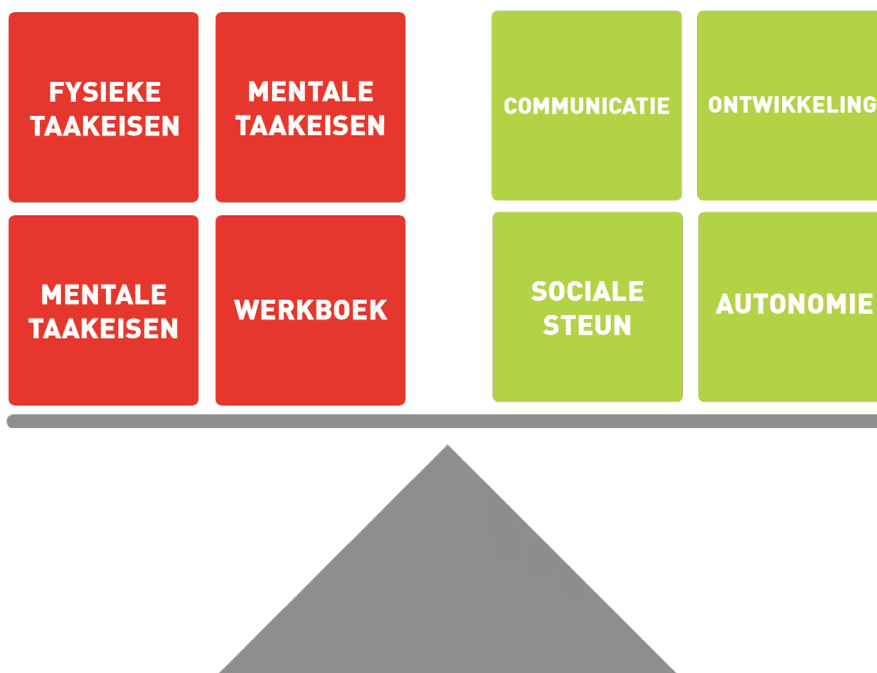 FYSIEKE
TAAKEISEN
MENTALE
TAAKEISEN
COMMUNICATIE
ONTWIKKELING
MENTALE
TAAKEISEN
WERKBOEK
SOCIALE
STEUN
AUTONOMIE